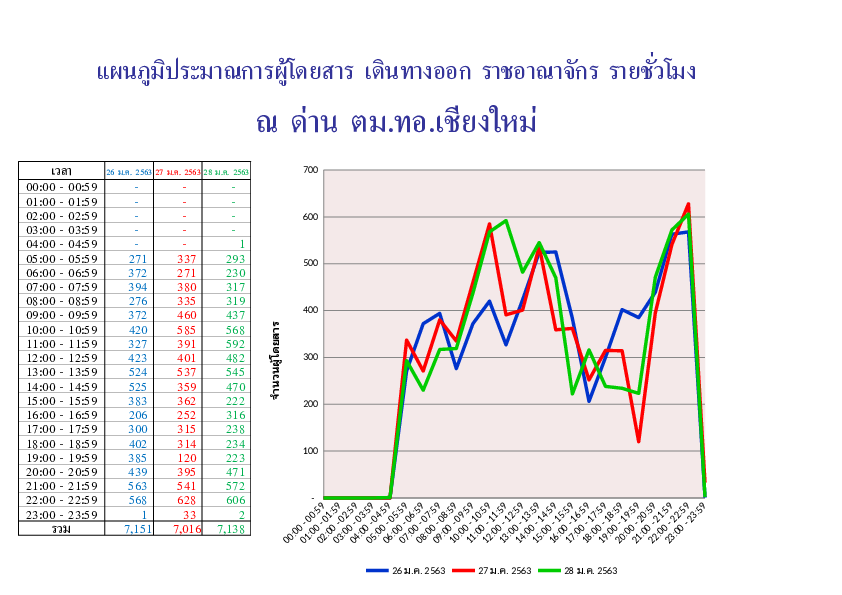 แผนภูมิประมาณการผู้โดยสาร เดินทางออก ราชอาณาจักร รายชั่วโมง
ณ ด่าน ตม.ทอ.เชียงใหม่
เวลา 26 ม.ค. 2563 27 ม.ค. 2563 28 ม.ค. 2563
00:00 - 00:59 - - -
01:00 - 01:59 - - -
02:00 - 02:59 - - -
03:00 - 03:59 - - -
04:00 - 04:59 - - 1
05:00 - 05:59 271 337 293
06:00 - 06:59 372 271 230
07:00 - 07:59 394 380 317
08:00 - 08:59 276 335 319
09:00 - 09:59 372 460 437
10:00 - 10:59 420 585 568
11:00 - 11:59 327 391 592
12:00 - 12:59 423 401 482
13:00 - 13:59 524 537 545
14:00 - 14:59 525 359 470
15:00 - 15:59 383 362 222
16:00 - 16:59 206 252 316
17:00 - 17:59 300 315 238
18:00 - 18:59 402 314 234
19:00 - 19:59 385 120 223
20:00 - 20:59 439 395 471
21:00 - 21:59 563 541 572
22:00 - 22:59 568 628 606
23:00 - 23:59 1 33 2
รวม 7,151 7,016 7,138
จำนวนผู้โดยสาร
700
600
500
400
300
200
100
-
00:00 -00:59
01:00 -01:59
02:00 -02:59
03:00 -03:59
04:00 -04:59
05:00 -05:59
06:00 -06:59
07:00 -07:59
08:00 -08:59
09:00 -09:59
10:00 -10:59
11:00 -11:59
12:00 -12:59
13:00 -13:59
14:00 -14:59
15:00 -15:59
16:00 -16:59
17:00 -17:59
18:00 -18:59
19:00 -19:59
20:00 -20:59
21:00 -21:59
22:00 -22:59
23:00 -23:59
26 ม.ค. 2563 27 ม.ค. 2563 28 ม.ค. 2563